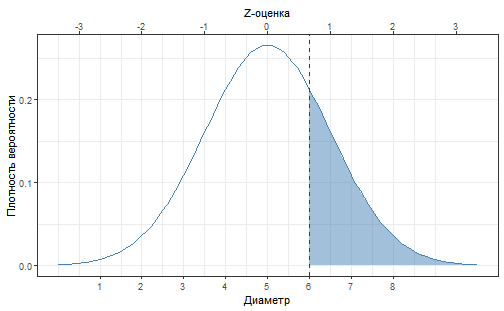 Z-оценка
-3 -2 -1 0 1 2 3
Плотность вероятности
0.2
0.1
0.0
1 2 3 4 5 6 7 8
Диаметр